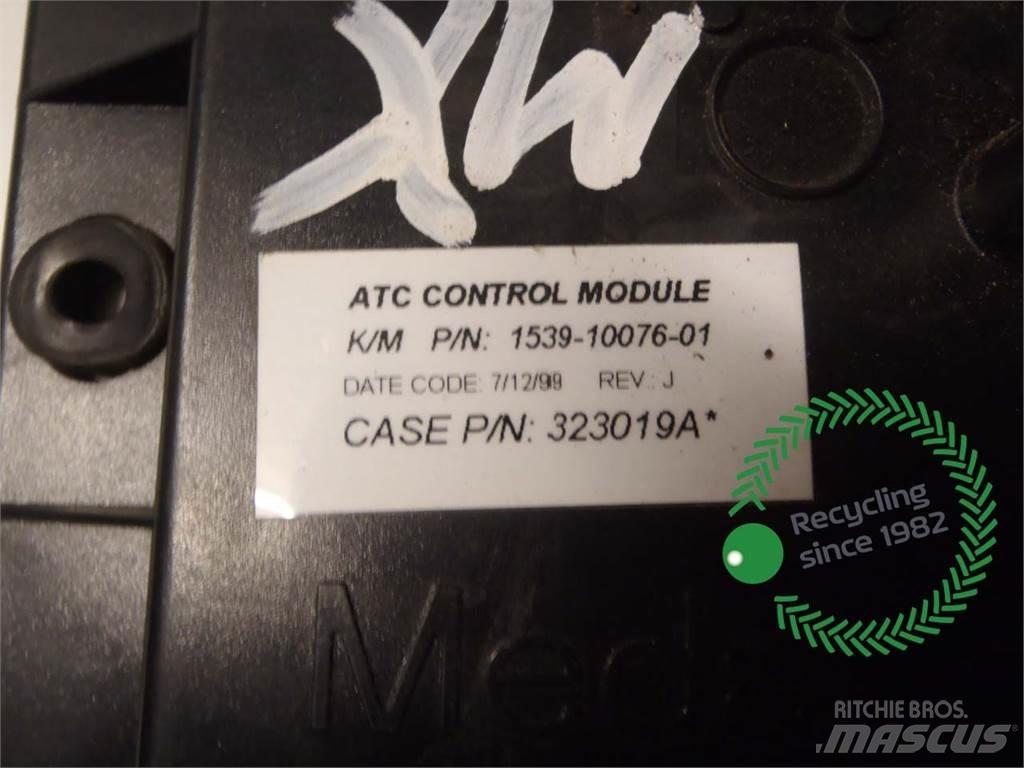 XW
ATC CONTROL MODULE
K/M P/N: 1539-10076-01
DATE CODE: 7/12/99 REV.: J
CASE P/N: 323019A*
Recycling
since 1982
RITCHIE BROS.
MASCUS